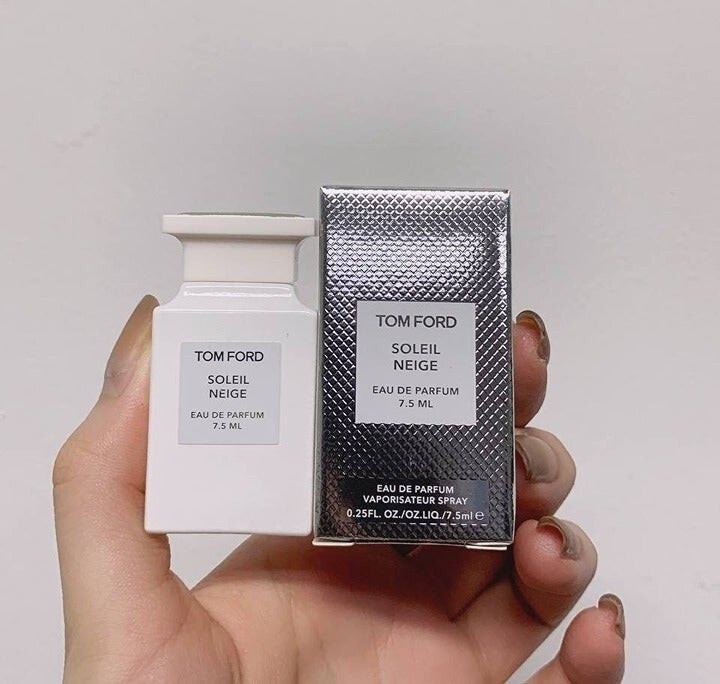 TOM FORD
SOLEIL
NEIGE
EAU DE PARFUM
7.5 ML
TOM FORD
SOLEIL
NEIGE
EAU DE PARFUM
7.5 ML
EAU DE PARFUM
VAPORISATEUR SPRAY
0.25FL. OZ./OZ.LIQ./7.5ml ℮